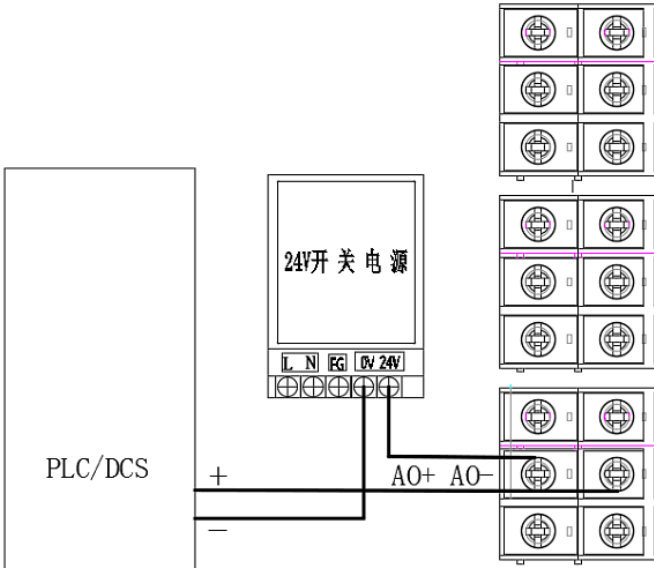 24V开关电源
L N FG 0V 24V
PLC/DCS
+
AO+ AO-
—